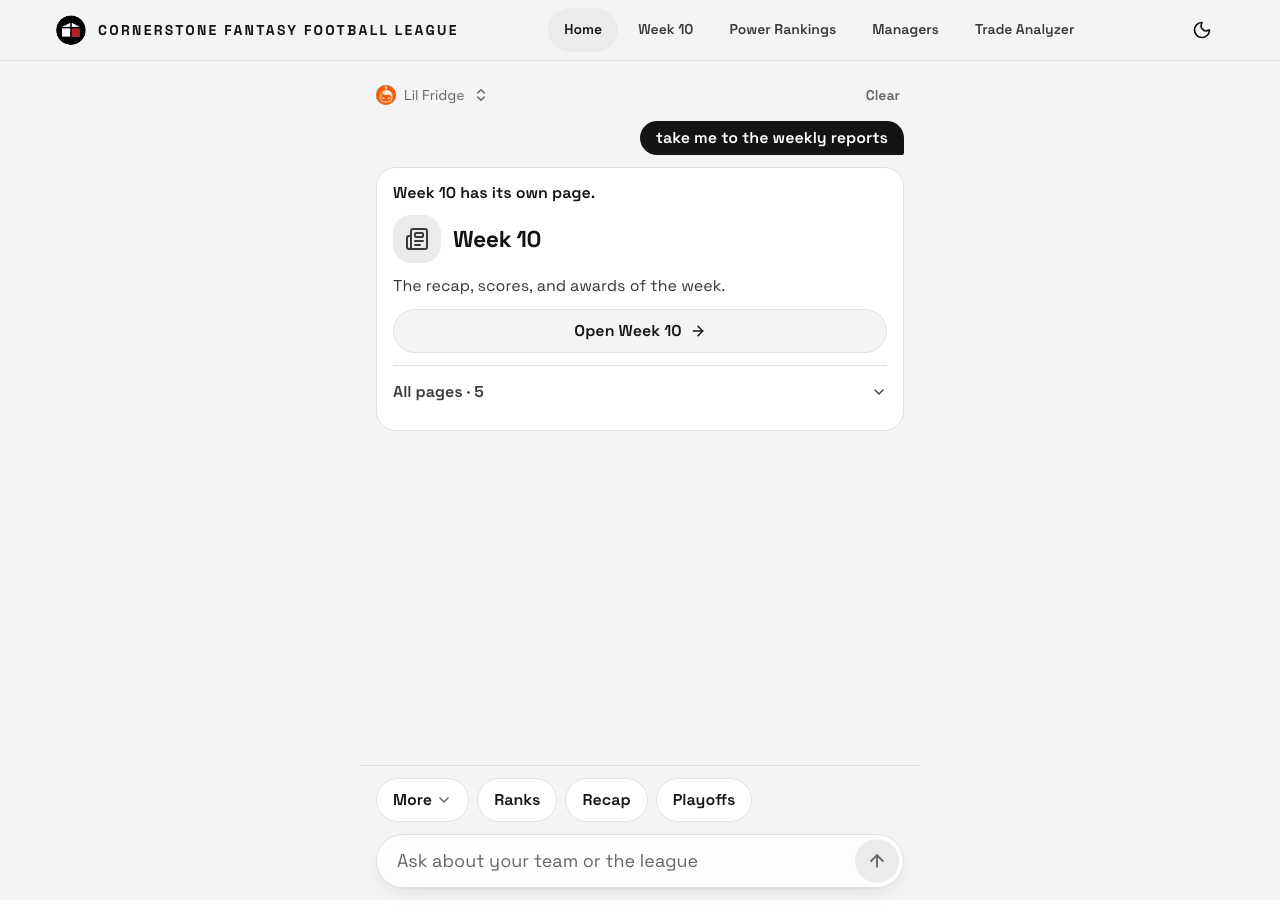 CORNERSTONE FANTASY FOOTBALL LEAGUE
Home
Week 10
Power Rankings
Managers
Trade Analyzer
Lil Fridge
Clear
take me to the weekly reports
Week 10 has its own page.
Week 10
The recap, scores, and awards of the week.
Open Week 10
All pages · 5
More
Ranks
Recap
Playoffs
Ask about your team or the league